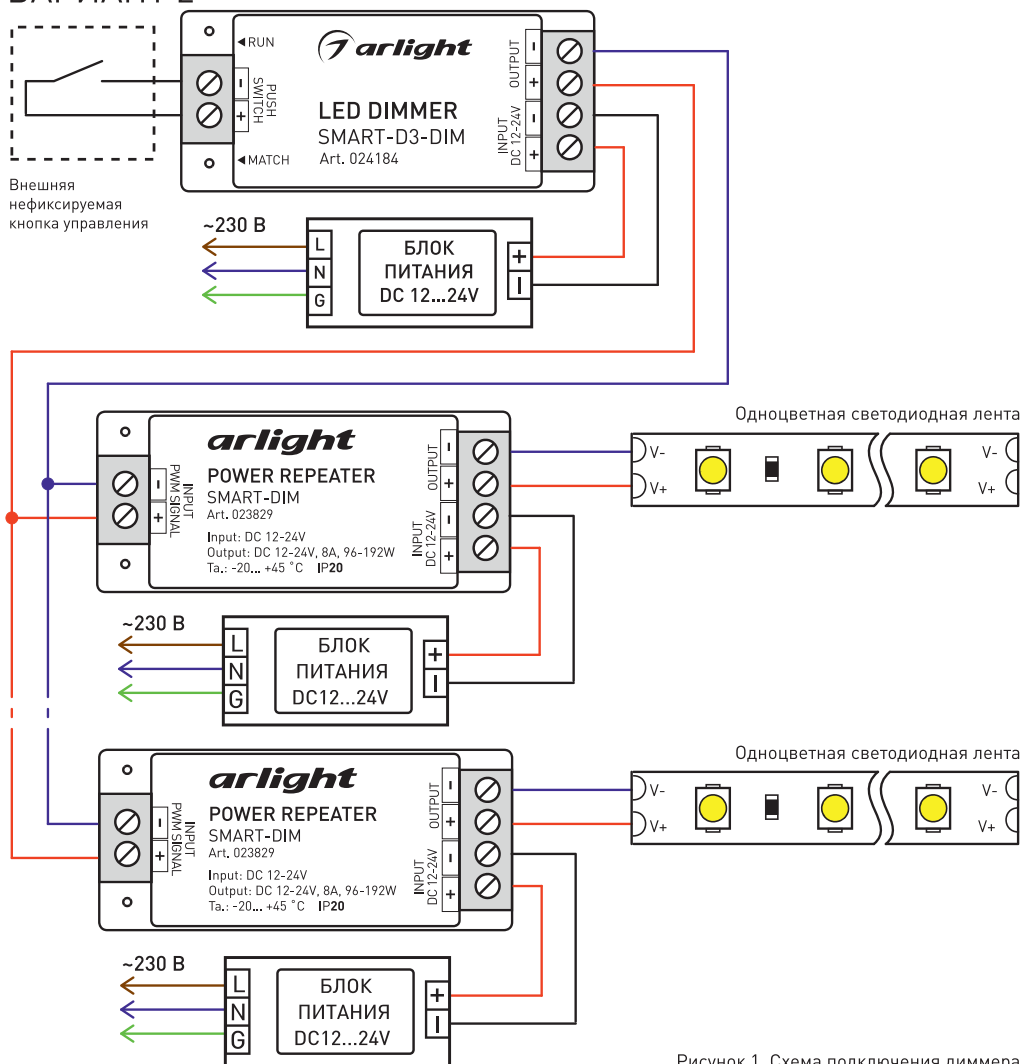 ВАРИАНТ 2
◄RUN
arlight
LED DIMMER
SMART-D3-DIM
Art. 024184
◄MATCH
- +
PUSH
SWITCH
OUTPUT
- +
INPUT
DC 12-24V
- +
Внешняя
нефиксируемая
кнопка управления
~230 В
L
N
G
БЛОК
ПИТАНИЯ
DC 12...24V
+
-
Одноцветная светодиодная лента
arlight
POWER REPEATER
SMART-DIM
Art. 023829
Input: DC 12-24V
Output: DC 12-24V, 8A, 96-192W
Ta.: -20... +45 °C IP20
- +
INPUT
PWM SIGNAL
OUTPUT
- +
INPUT
DC 12-24V
- +
V- V-
V+ V+
~230 В
L
N
G
БЛОК
ПИТАНИЯ
DC12...24V
+
-
Одноцветная светодиодная лента
arlight
POWER REPEATER
SMART-DIM
Art. 023829
Input: DC 12-24V
Output: DC 12-24V, 8A, 96-192W
Ta.: -20... +45 °C IP20
- +
INPUT
PWM SIGNAL
OUTPUT
- +
INPUT
DC 12-24V
- +
V- V-
V+ V+
~230 В
L
N
G
БЛОК
ПИТАНИЯ
DC12...24V
+
-
Рисунок 1. Схема подключения диммера